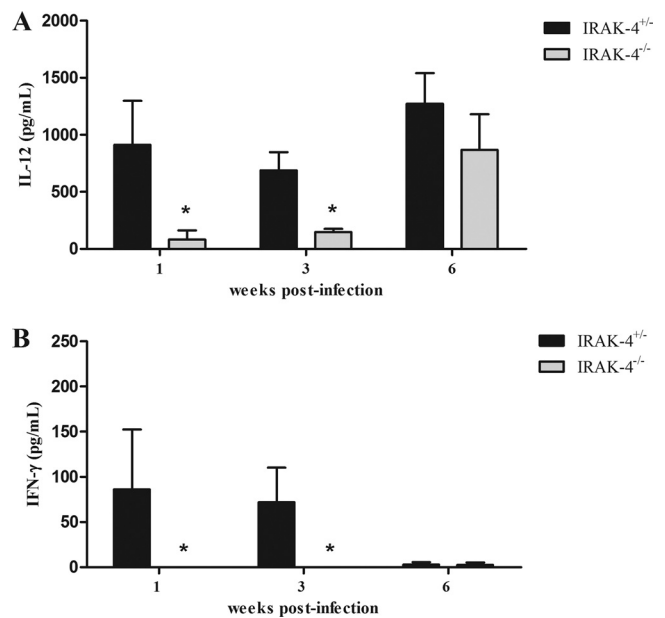 A
2000
1500
1000
500
0
IL-12 (pg/mL)
IRAK-4+/-
IRAK-4-/-
*
*
1
3
6
weeks post-infection
B
250
200
150
100
50
0
IFN-γ (pg/mL)
IRAK-4+/-
IRAK-4-/-
*
*
1
3
6
weeks post-infection